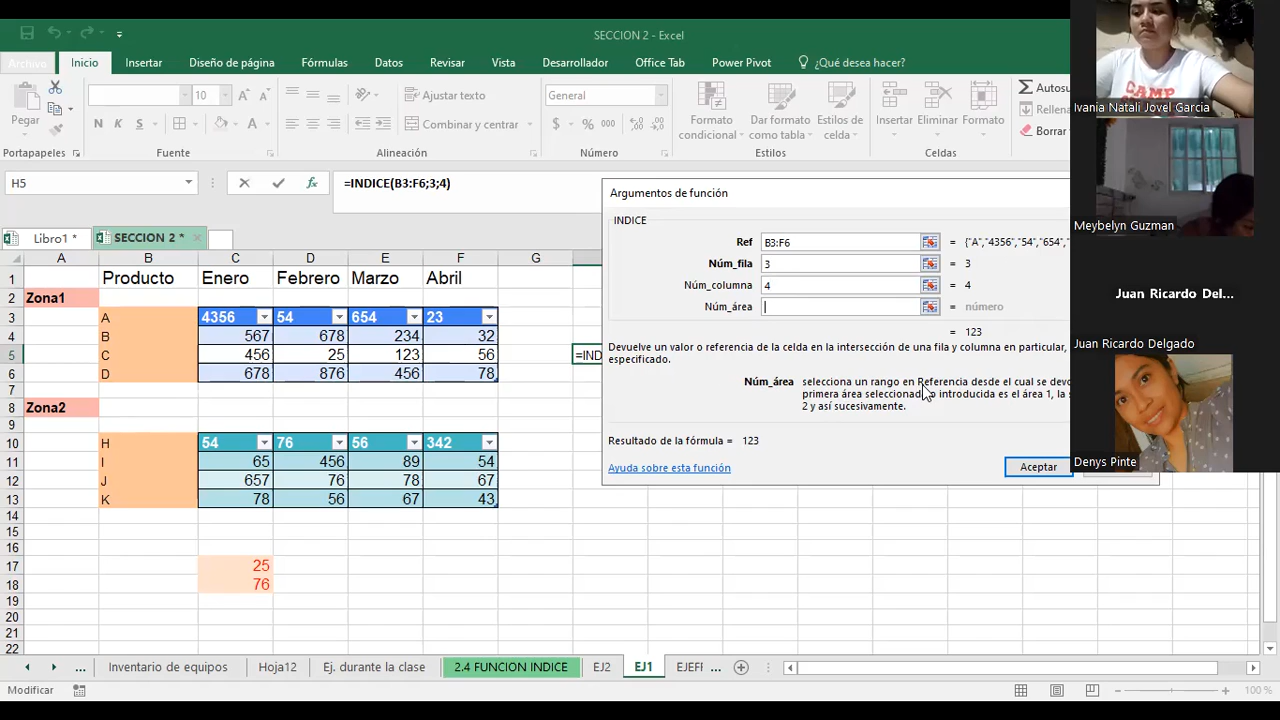 SECCION 2 - Excel
Archivo Inicio Insertar Diseño de página Fórmulas Datos Revisar Vista Desarrollador Office Tab Power Pivot ¿Qué desea hacer?
Pegar
10
N K S
Ajustar texto
Combinar y centrar
General
$ % 000
Formato condicional
Dar formato como tabla
Estilos de celda
Insertar Eliminar Formato
Autosu
Rellena
Borrar
Portapapeles Fuente Alineación Número Estilos Celdas
H5 =INDICE(B3:F6;3;4)
Libro1 * SECCION 2 *
A B C D E F G
1 Producto Enero Febrero Marzo Abril
2 Zona1
3 A 4356 54 654 23
4 B 567 678 234 32
5 C 456 25 123 56 =IND
6 D 678 876 456 78
7
8 Zona2
9
10 H 54 76 56 342
11 I 65 456 89 54
12 J 657 76 78 67
13 K 78 56 67 43
14
15
16
17 25
18 76
19
20
21
22
Argumentos de función
INDICE
Ref B3:F6 = {"A","4356","54","654","
Núm_fila 3 = 3
Núm_columna 4 = 4
Núm_área = número
= 123
Devuelve un valor o referencia de la celda en la intersección de una fila y columna en particular,
especificado.
Núm_área selecciona un rango en Referencia desde el cual se devo
primera área seleccionada o introducida es el área 1, la s
2 y así sucesivamente.
Resultado de la fórmula = 123
Ayuda sobre esta función Aceptar
Ivania Natali Jovel Garcia
Meybelyn Guzman
Juan Ricardo Del...
Juan Ricardo Delgado
Denys Pinte
... Inventario de equipos Hoja12 Ej. durante la clase 2.4 FUNCION INDICE EJ2 EJ1 EJEF ...
Modificar 100 %